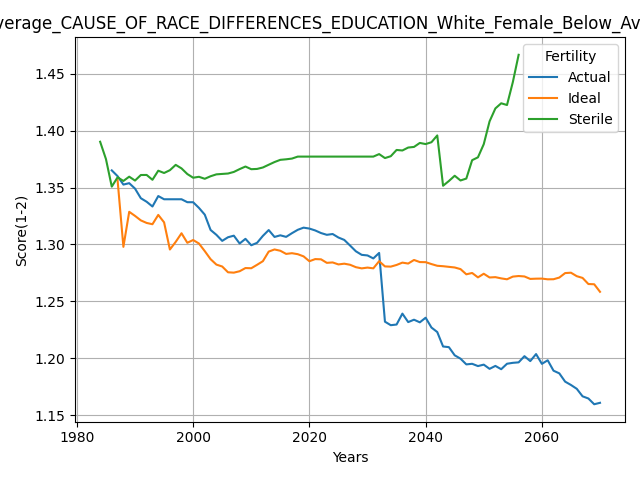 verage_CAUSE_OF_RACE_DIFFERENCES_EDUCATION_White_Female_Below_Av
Fertility
Actual
Ideal
Sterile
Score(1-2)
1.45
1.40
1.35
1.30
1.25
1.20
1.15
1980
2000
2020
2040
2060
Years